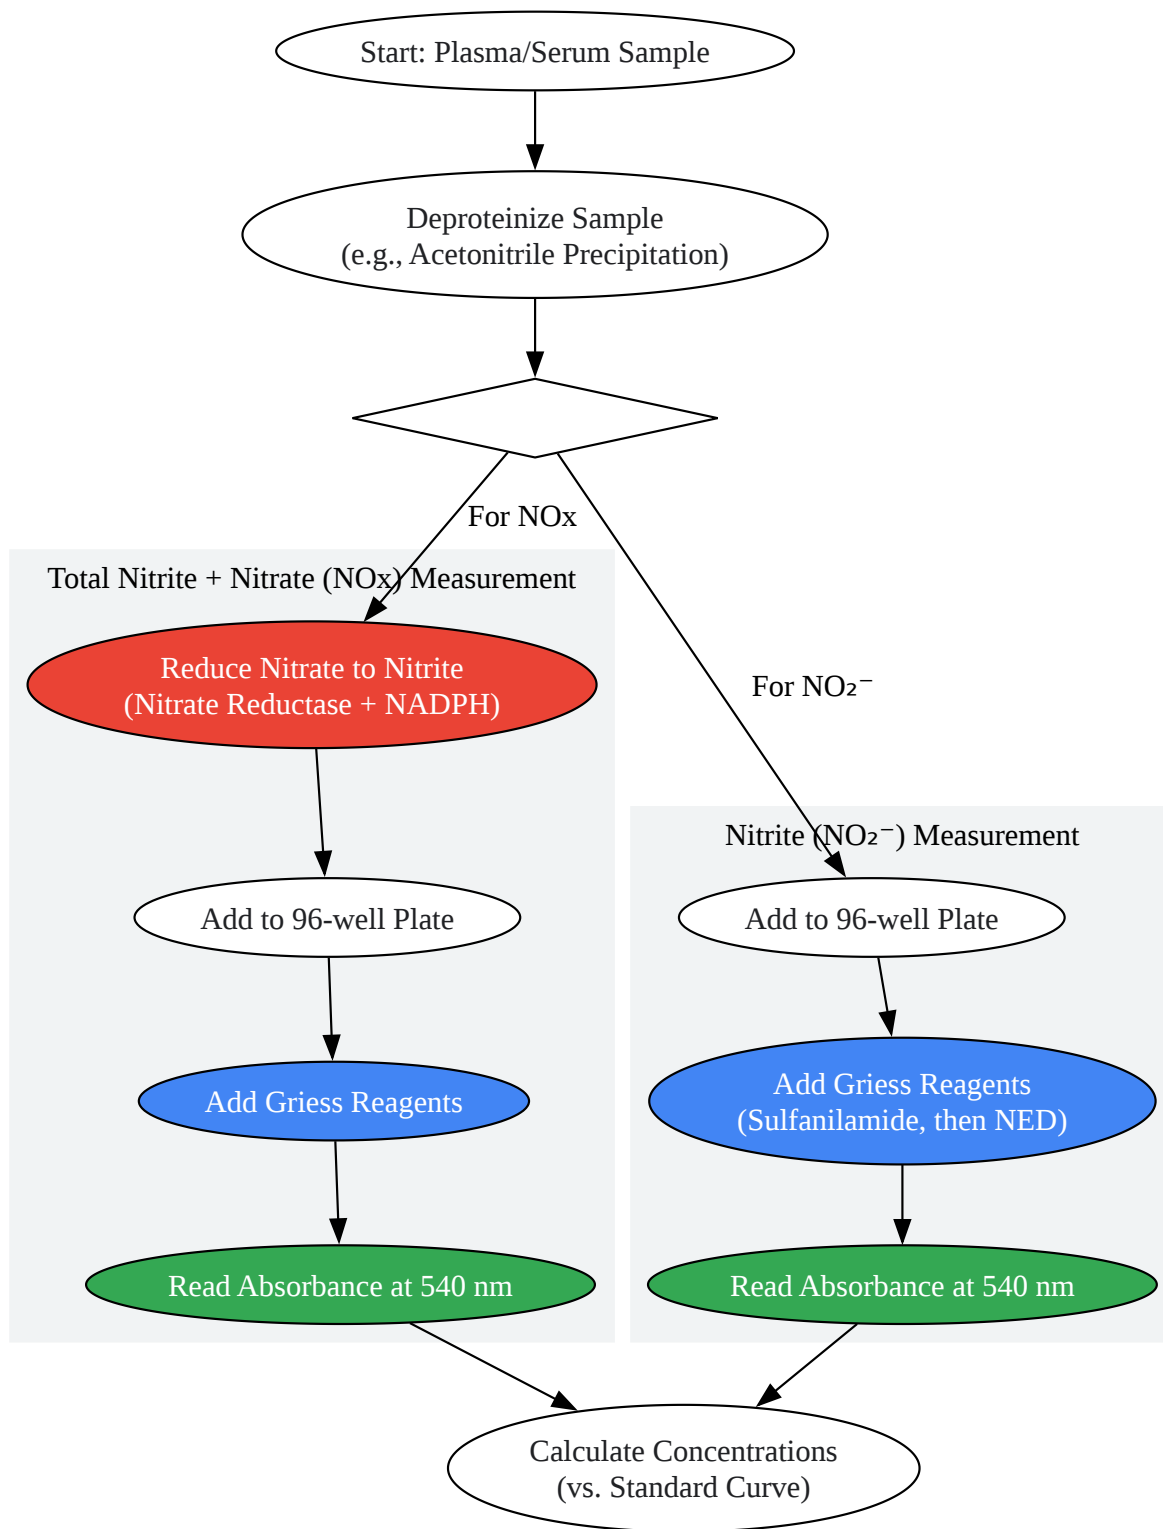 Start: Plasma/Serum Sample
Deproteinize Sample
(e.g., Acetonitrile Precipitation)
For NOx
Total Nitrite + Nitrate (NOx) Measurement
Reduce Nitrate to Nitrite
(Nitrate Reductase + NADPH)
Add to 96-well Plate
Add Griess Reagents
Read Absorbance at 540 nm
For NO₂⁻
Nitrite (NO₂⁻) Measurement
Add to 96-well Plate
Add Griess Reagents
(Sulfanilamide, then NED)
Read Absorbance at 540 nm
Calculate Concentrations
(vs. Standard Curve)